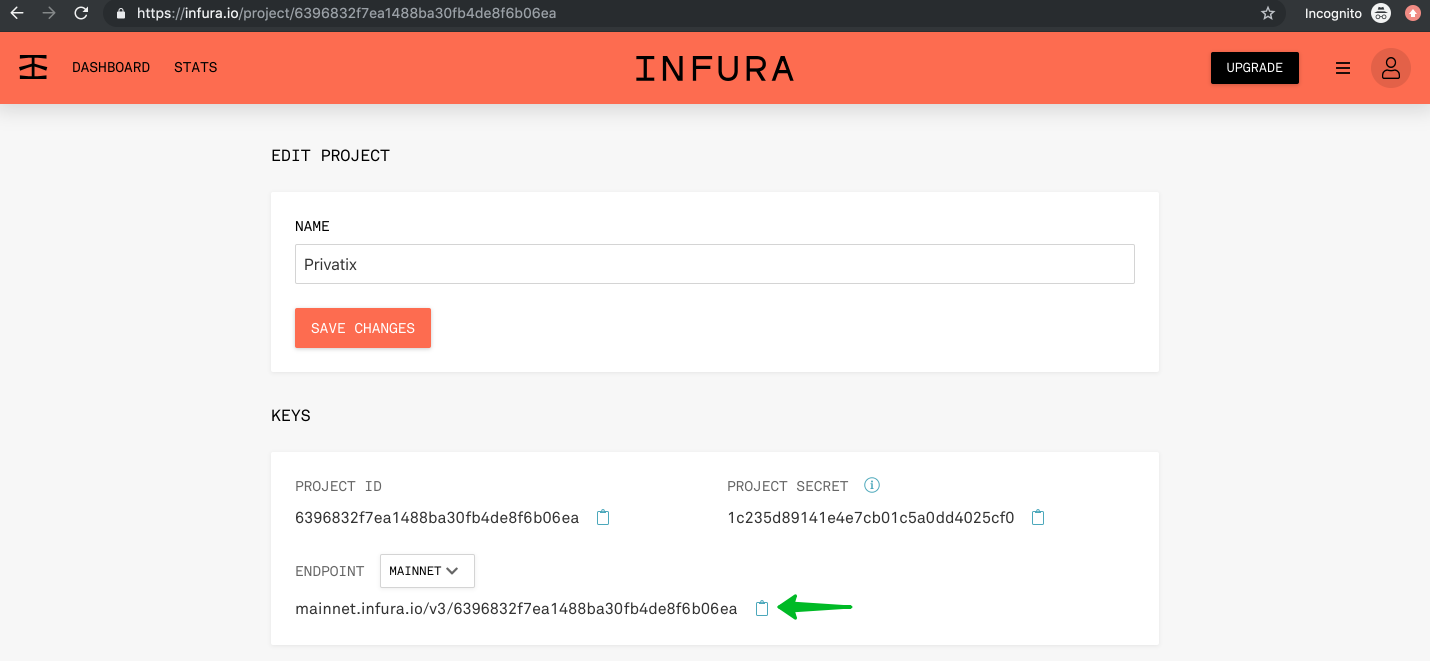 https://infura.io/project/6396832f7ea1488ba30fb4de8f6b06ea
Incognito
DASHBOARD STATS INFURA UPGRADE
EDIT PROJECT
NAME
Privatix
SAVE CHANGES
KEYS
PROJECT ID PROJECT SECRET
6396832f7ea1488ba30fb4de8f6b06ea 1c235d89141e4e7cb01c5a0dd4025cf0
ENDPOINT MAINNET
mainnet.infura.io/v3/6396832f7ea1488ba30fb4de8f6b06ea